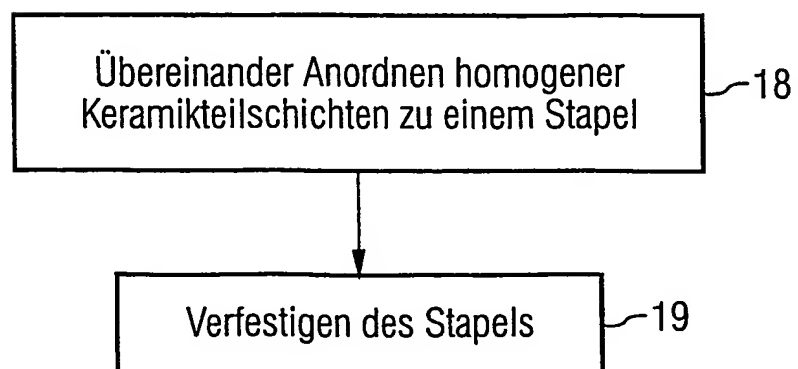 Übereinander Anordnen homogener
Keramikteilschichten zu einem Stapel
18
Verfestigen des Stapels
19